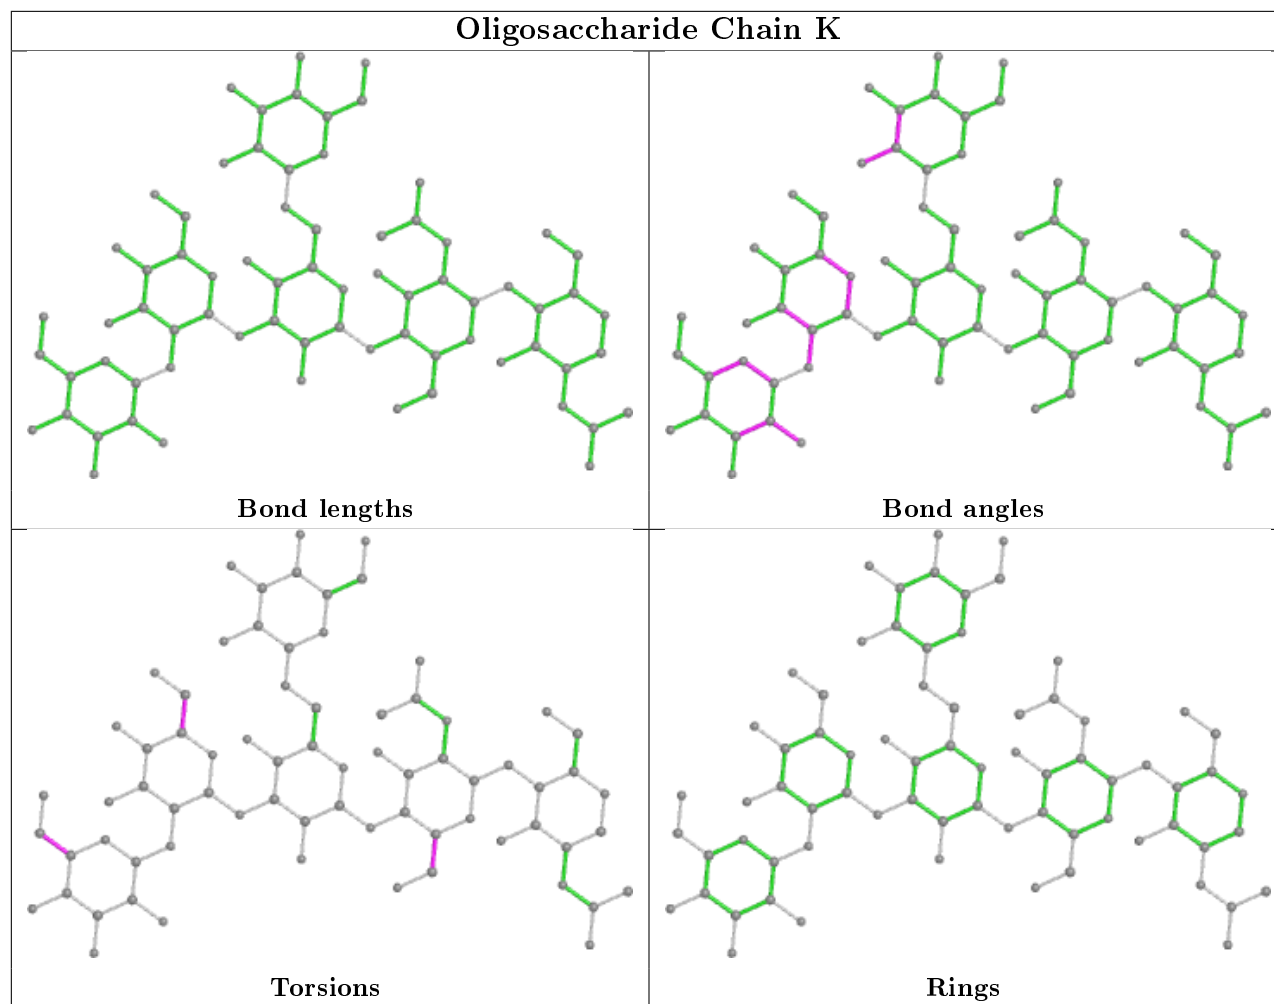 Oligosaccharide Chain K
Bond lengths
Bond angles
Torsions
Rings